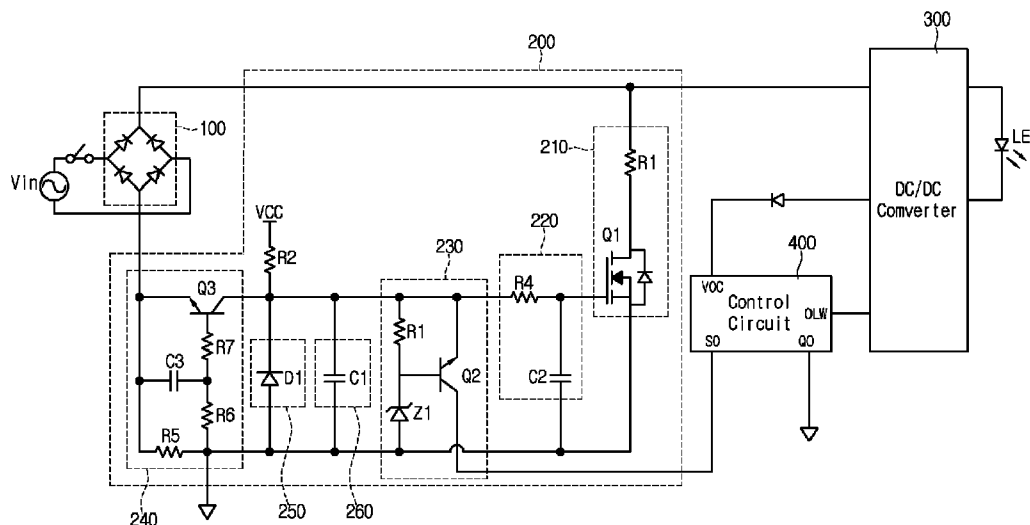 200
300
100
210
R1
LE
Vin
DC/DC
Comverter
VCC
230
220
Q1
R2
400
Q3
R4
VOC
Control
Circuit
OLW
SO
QO
R7
R1
Q2
C3
D1
C1
C2
R6
Z1
R5
240
250
260